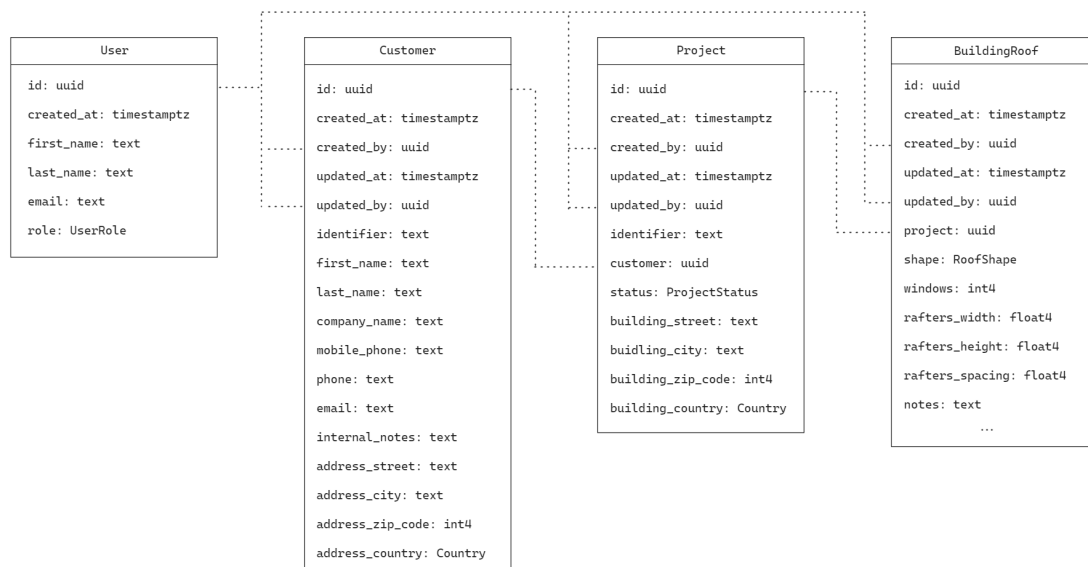 User
id: uuid
created_at: timestamptz
first_name: text
last_name: text
email: text
role: UserRole
Customer
id: uuid
created_at: timestamptz
created_by: uuid
updated_at: timestamptz
updated_by: uuid
identifier: text
first_name: text
last_name: text
company_name: text
mobile_phone: text
phone: text
email: text
internal_notes: text
address_street: text
address_city: text
address_zip_code: int4
address_country: Country
Project
id: uuid
created_at: timestamptz
created_by: uuid
updated_at: timestamptz
updated_by: uuid
identifier: text
customer: uuid
status: ProjectStatus
building_street: text
buidling_city: text
building_zip_code: int4
building_country: Country
BuildingRoof
id: uuid
created_at: timestamptz
created_by: uuid
updated_at: timestamptz
updated_by: uuid
project: uuid
shape: RoofShape
windows: int4
rafters_width: float4
rafters_height: float4
rafters_spacing: float4
notes: text
...